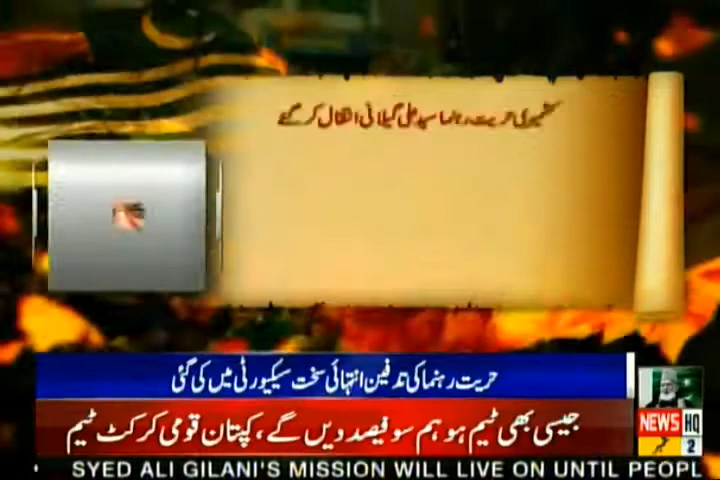 کشمیری حریت رہنما سید علی گیلانی انتقال کر گئے
حریت رہنما کی تدفین انتہائی سخت سیکیورٹی میں کی گئی
جیسی بھی ٹیم ہو ہم سو فیصد دیں گے، کپتان قومی کرکٹ ٹیم
NEWS HQ
خبر 2
SYED ALI GILANI'S MISSION WILL LIVE ON UNTIL PEOPL